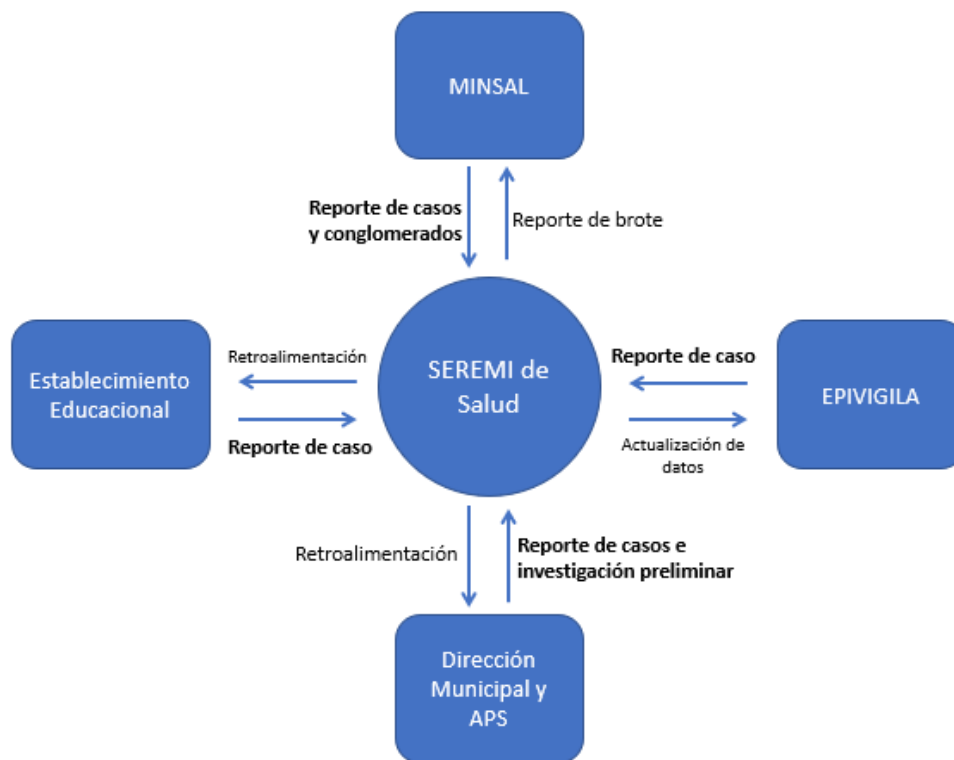 MINSAL
Reporte de casos
y conglomerados
Reporte de brote
Establecimiento
Educacional
Retroalimentación
Reporte de caso
SEREMI de
Salud
Reporte de caso
Actualización de
datos
EPIVIGILA
Retroalimentación
Reporte de casos e
investigación preliminar
Dirección
Municipal y
APS